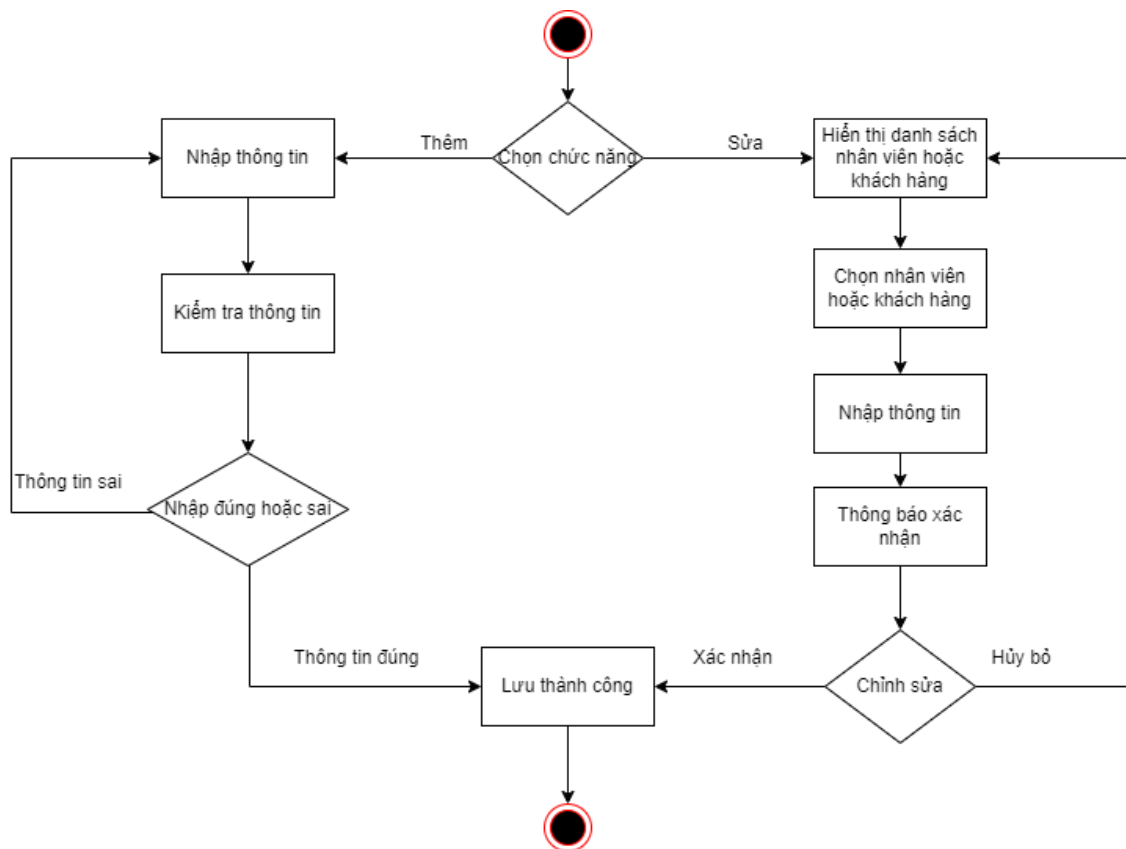 Thêm
Chọn chức năng
Sửa
Nhập thông tin
Hiển thị danh sách
nhân viên hoặc
khách hàng
Kiểm tra thông tin
Chọn nhân viên
hoặc khách hàng
Nhập thông tin
Thông tin sai
Nhập đúng hoặc sai
Thông báo xác
nhận
Thông tin đúng
Lưu thành công
Xác nhận
Chỉnh sửa
Hủy bỏ